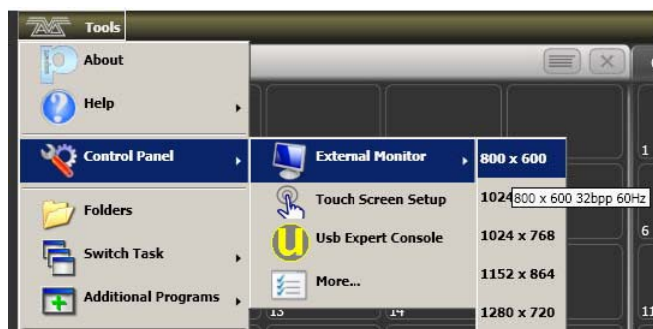 Tools
About
Help
Control Panel
Folders
Switch Task
Additional Programs
External Monitor
Touch Screen Setup
Usb Expert Console
More...
800 x 600
1024
800 x 600 32bpp 60Hz
1024 x 768
1152 x 864
1280 x 720
1
6
11
13
14